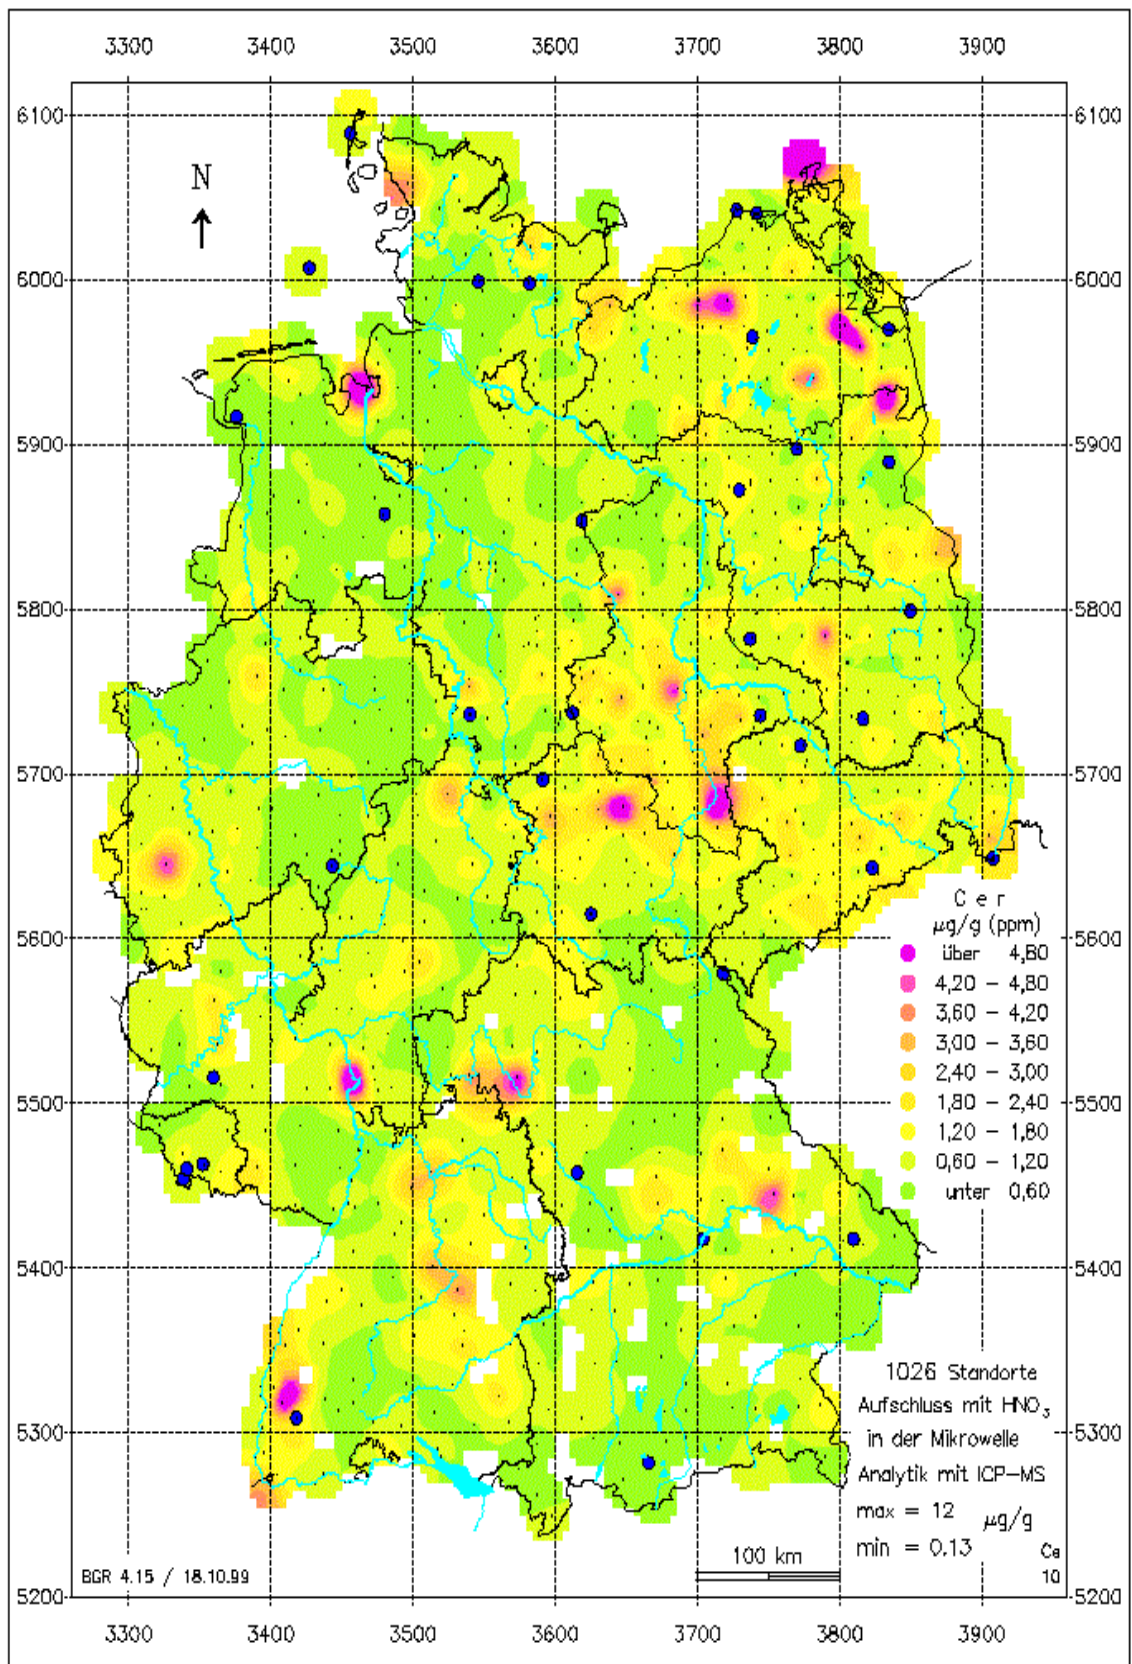 3300 3400 3500 3600 3700 3800 3900
6100 6100
N
6000 6000
5900 5900
5800 5800
5700 5700
5600 5600
5500 5500
5400 5400
5300 5300
5200 5200
Cer
µg/g (ppm)
über 4,80
4,20 – 4,80
3,60 – 4,20
3,00 – 3,60
2,40 – 3,00
1,80 – 2,40
1,20 – 1,80
0,60 – 1,20
unter 0,60
1026 Standorte
Aufschluss mit HNO₃
in der Mikrowelle
Analytik mit ICP–MS
max = 12 µg/g
min = 0.13
Ce
10
100 km
BGR 4.15 / 18.10.99
3300 3400 3500 3600 3700 3800 3900